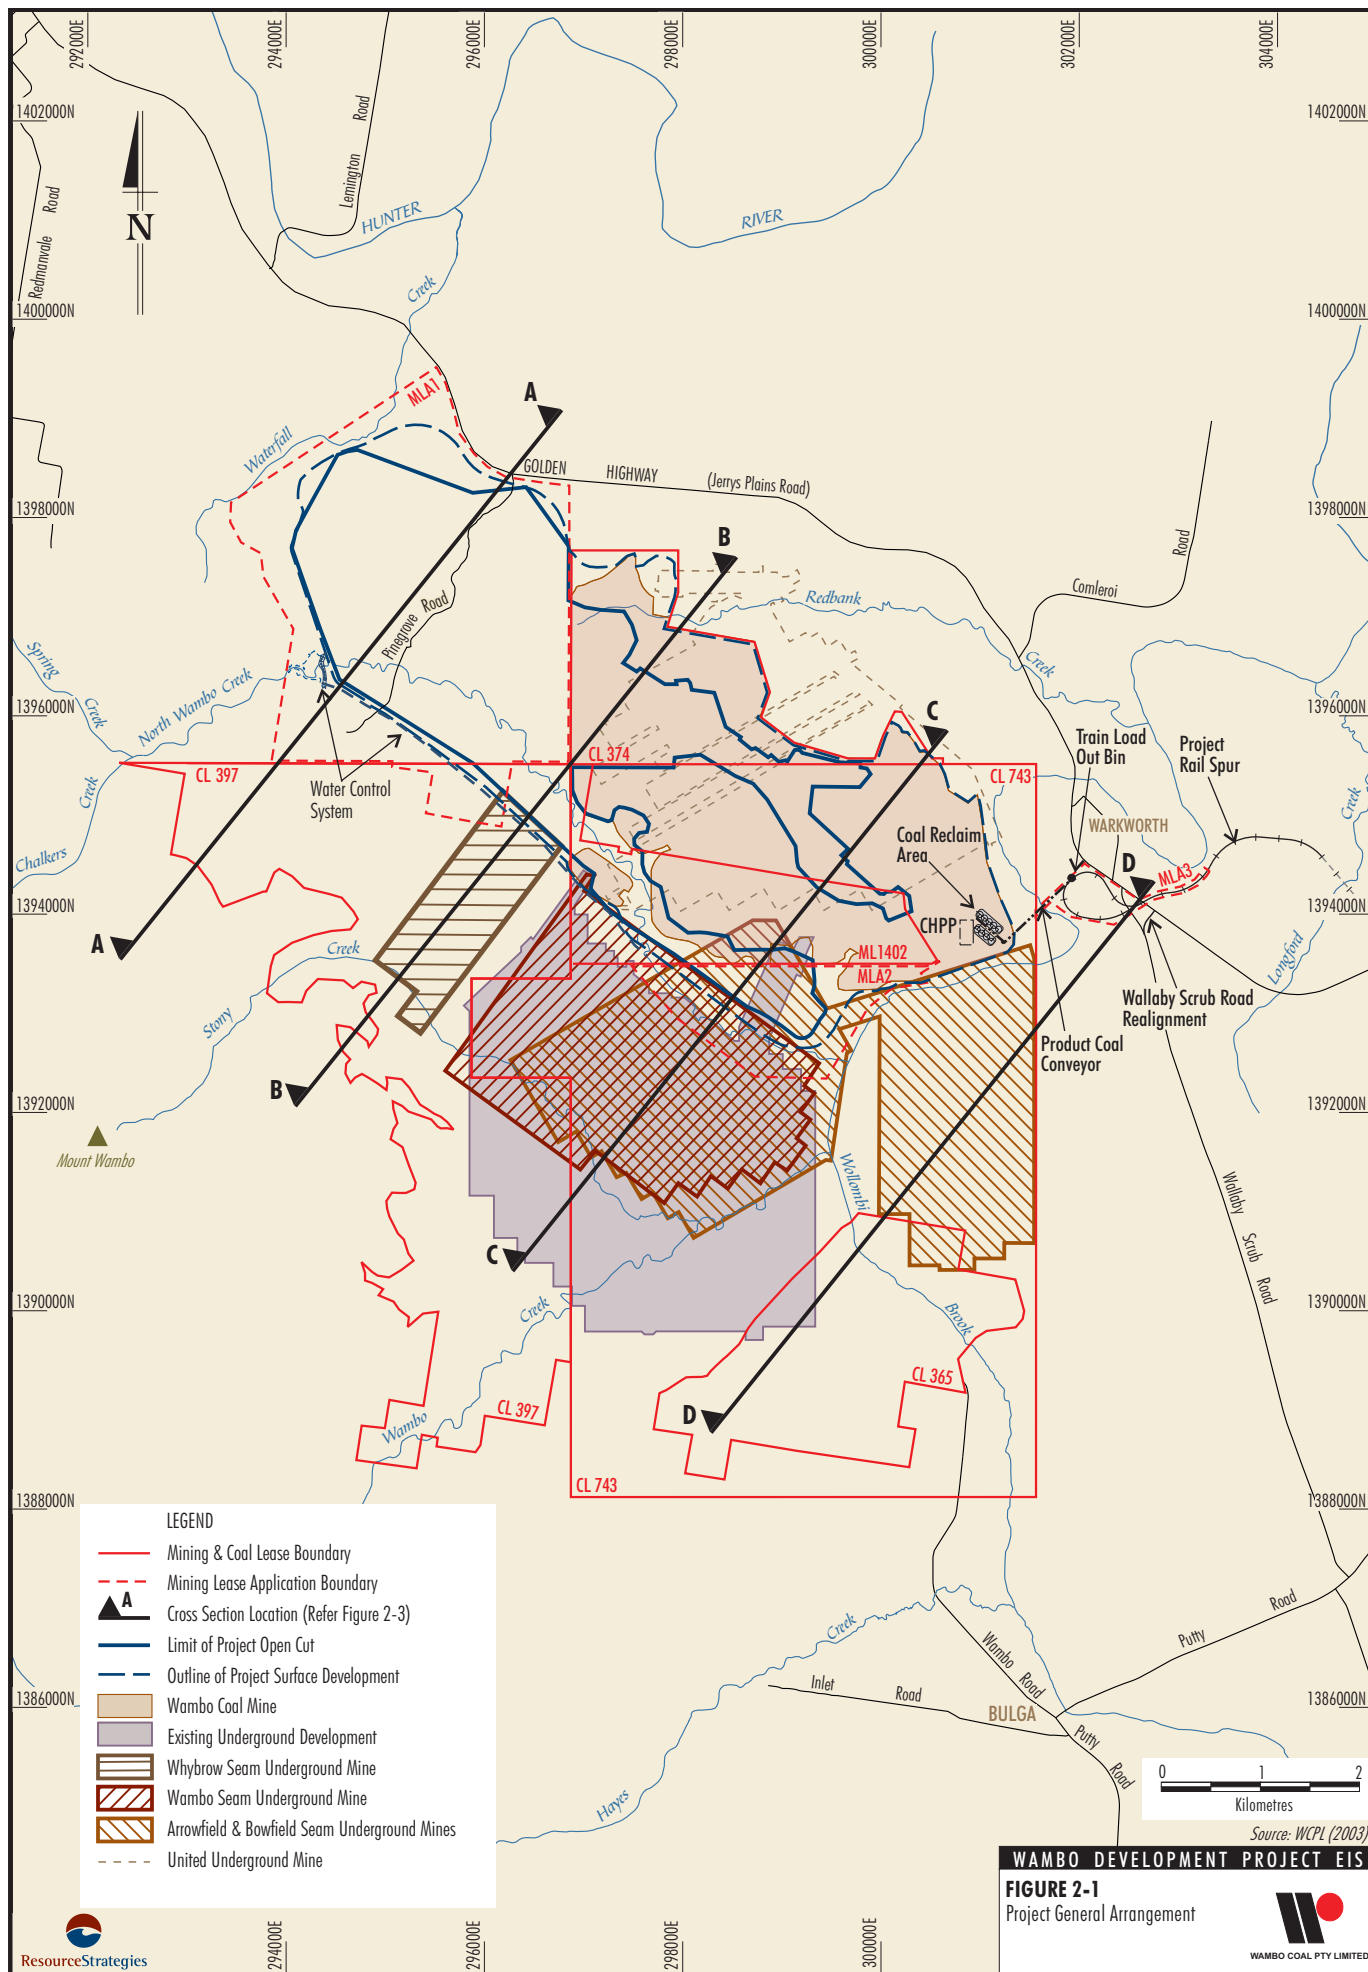 292000E
294000E
296000E
298000E
300000E
302000E
304000E
1402000N
1402000N
Redmanvale Road
Lemington Road
N
HUNTER
RIVER
Creek
1400000N
1400000N
MLA1
A
Waterfall
GOLDEN HIGHWAY (Jerrys Plains Road)
1398000N
1398000N
B
Road
Comleroi
Redbank
Creek
Pinegrove Road
Spring
Creek
North Wambo Creek
1396000N
1396000N
C
CL 374
CL 397
CL 743
Train Load
Out Bin
Project
Rail Spur
Water Control
System
Creek
Chalkers
Creek
WARKWORTH
Coal Reclaim
Area
D
MLA3
1394000N
1394000N
CHPP
A
Creek
Stony
ML1402
MLA2
Longford
Wallaby Scrub Road
Realignment
Product Coal
Conveyor
B
1392000N
1392000N
Mount Wambo
Wollombi
Wallaby Scrub Road
C
1390000N
1390000N
Creek
Brook
CL 365
CL 397
D
Wambo
CL 743
1388000N
1388000N
LEGEND
Mining & Coal Lease Boundary
Mining Lease Application Boundary
A
Cross Section Location (Refer Figure 2-3)
Limit of Project Open Cut
Outline of Project Surface Development
Wambo Coal Mine
Existing Underground Development
Whybrow Seam Underground Mine
Wambo Seam Underground Mine
Arrowfield & Bowfield Seam Underground Mines
United Underground Mine
Creek
Wambo Road
Putty Road
Inlet Road
BULGA
1386000N
1386000N
Putty Road
Hayes
0 1 2
Kilometres
Source: WCPL (2003)
WAMBO DEVELOPMENT PROJECT EIS
FIGURE 2-1
Project General Arrangement
WAMBO COAL PTY LIMITED
ResourceStrategies
294000E
296000E
298000E
300000E